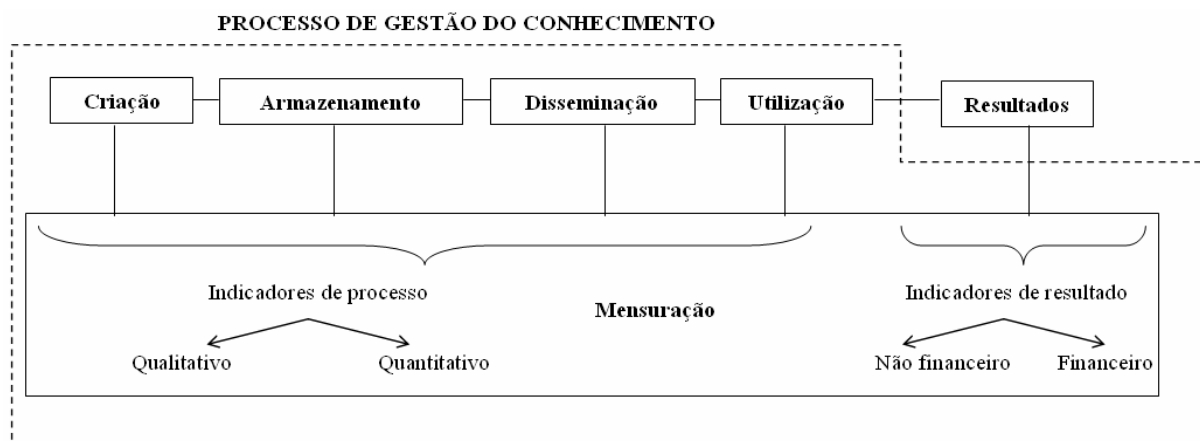 PROCESSO DE GESTÃO DO CONHECIMENTO
Criação
Armazenamento
Disseminação
Utilização
Resultados
Indicadores de processo
Mensuração
Indicadores de resultado
Qualitativo
Quantitativo
Não financeiro
Financeiro